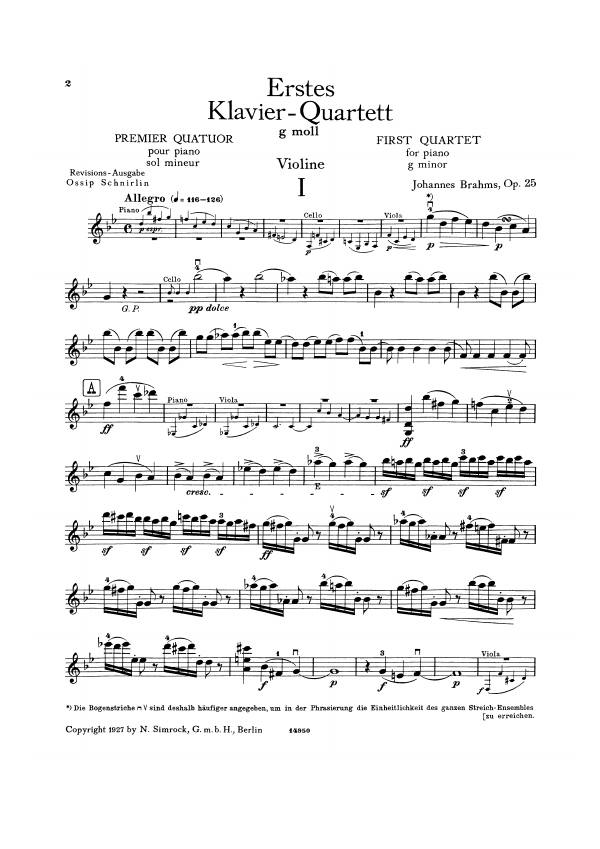 2
Erstes
Klavier-Quartett
g moll
PREMIER QUATUOR
pour piano
sol mineur
FIRST QUARTET
for piano
g minor
Revisions-Ausgabe
Ossip Schnirlin
Violine
I
Johannes Brahms, Op. 25
Allegro (♩=116–126)
*)
Piano Cello Viola
p espr. p p p
Cello
G. P. pp dolce
A
Piano Viola
ff ff
cresc. E sf sf sf
sf sf sf sf ff
Viola
f p f p f
*) Die Bogenstriche ⊓ V sind deshalb häufiger angegeben, um in der Phrasierung die Einheitlichkeit des ganzen Streich-Ensembles
[zu erreichen.
Copyright 1927 by N. Simrock, G. m. b. H., Berlin
14950